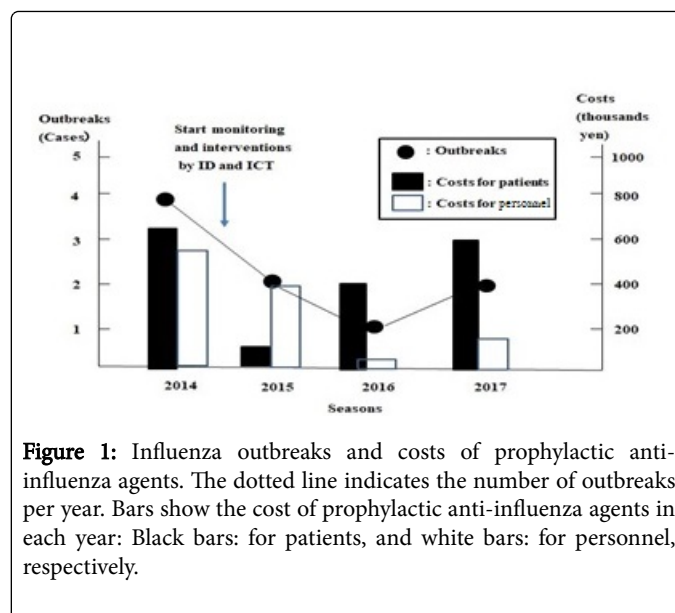 Outbreaks
(Cases)
5
4
3
2
1
Start monitoring
and interventions
by ID and ICT
: Outbreaks
: Costs for patients
: Costs for personnel
Costs
(thousands
yen)
1000
800
600
400
200
2014 2015 2016 2017
Seasons
Figure 1: Influenza outbreaks and costs of prophylactic anti-
influenza agents. The dotted line indicates the number of outbreaks
per year. Bars show the cost of prophylactic anti-influenza agents in
each year: Black bars: for patients, and white bars: for personnel,
respectively.